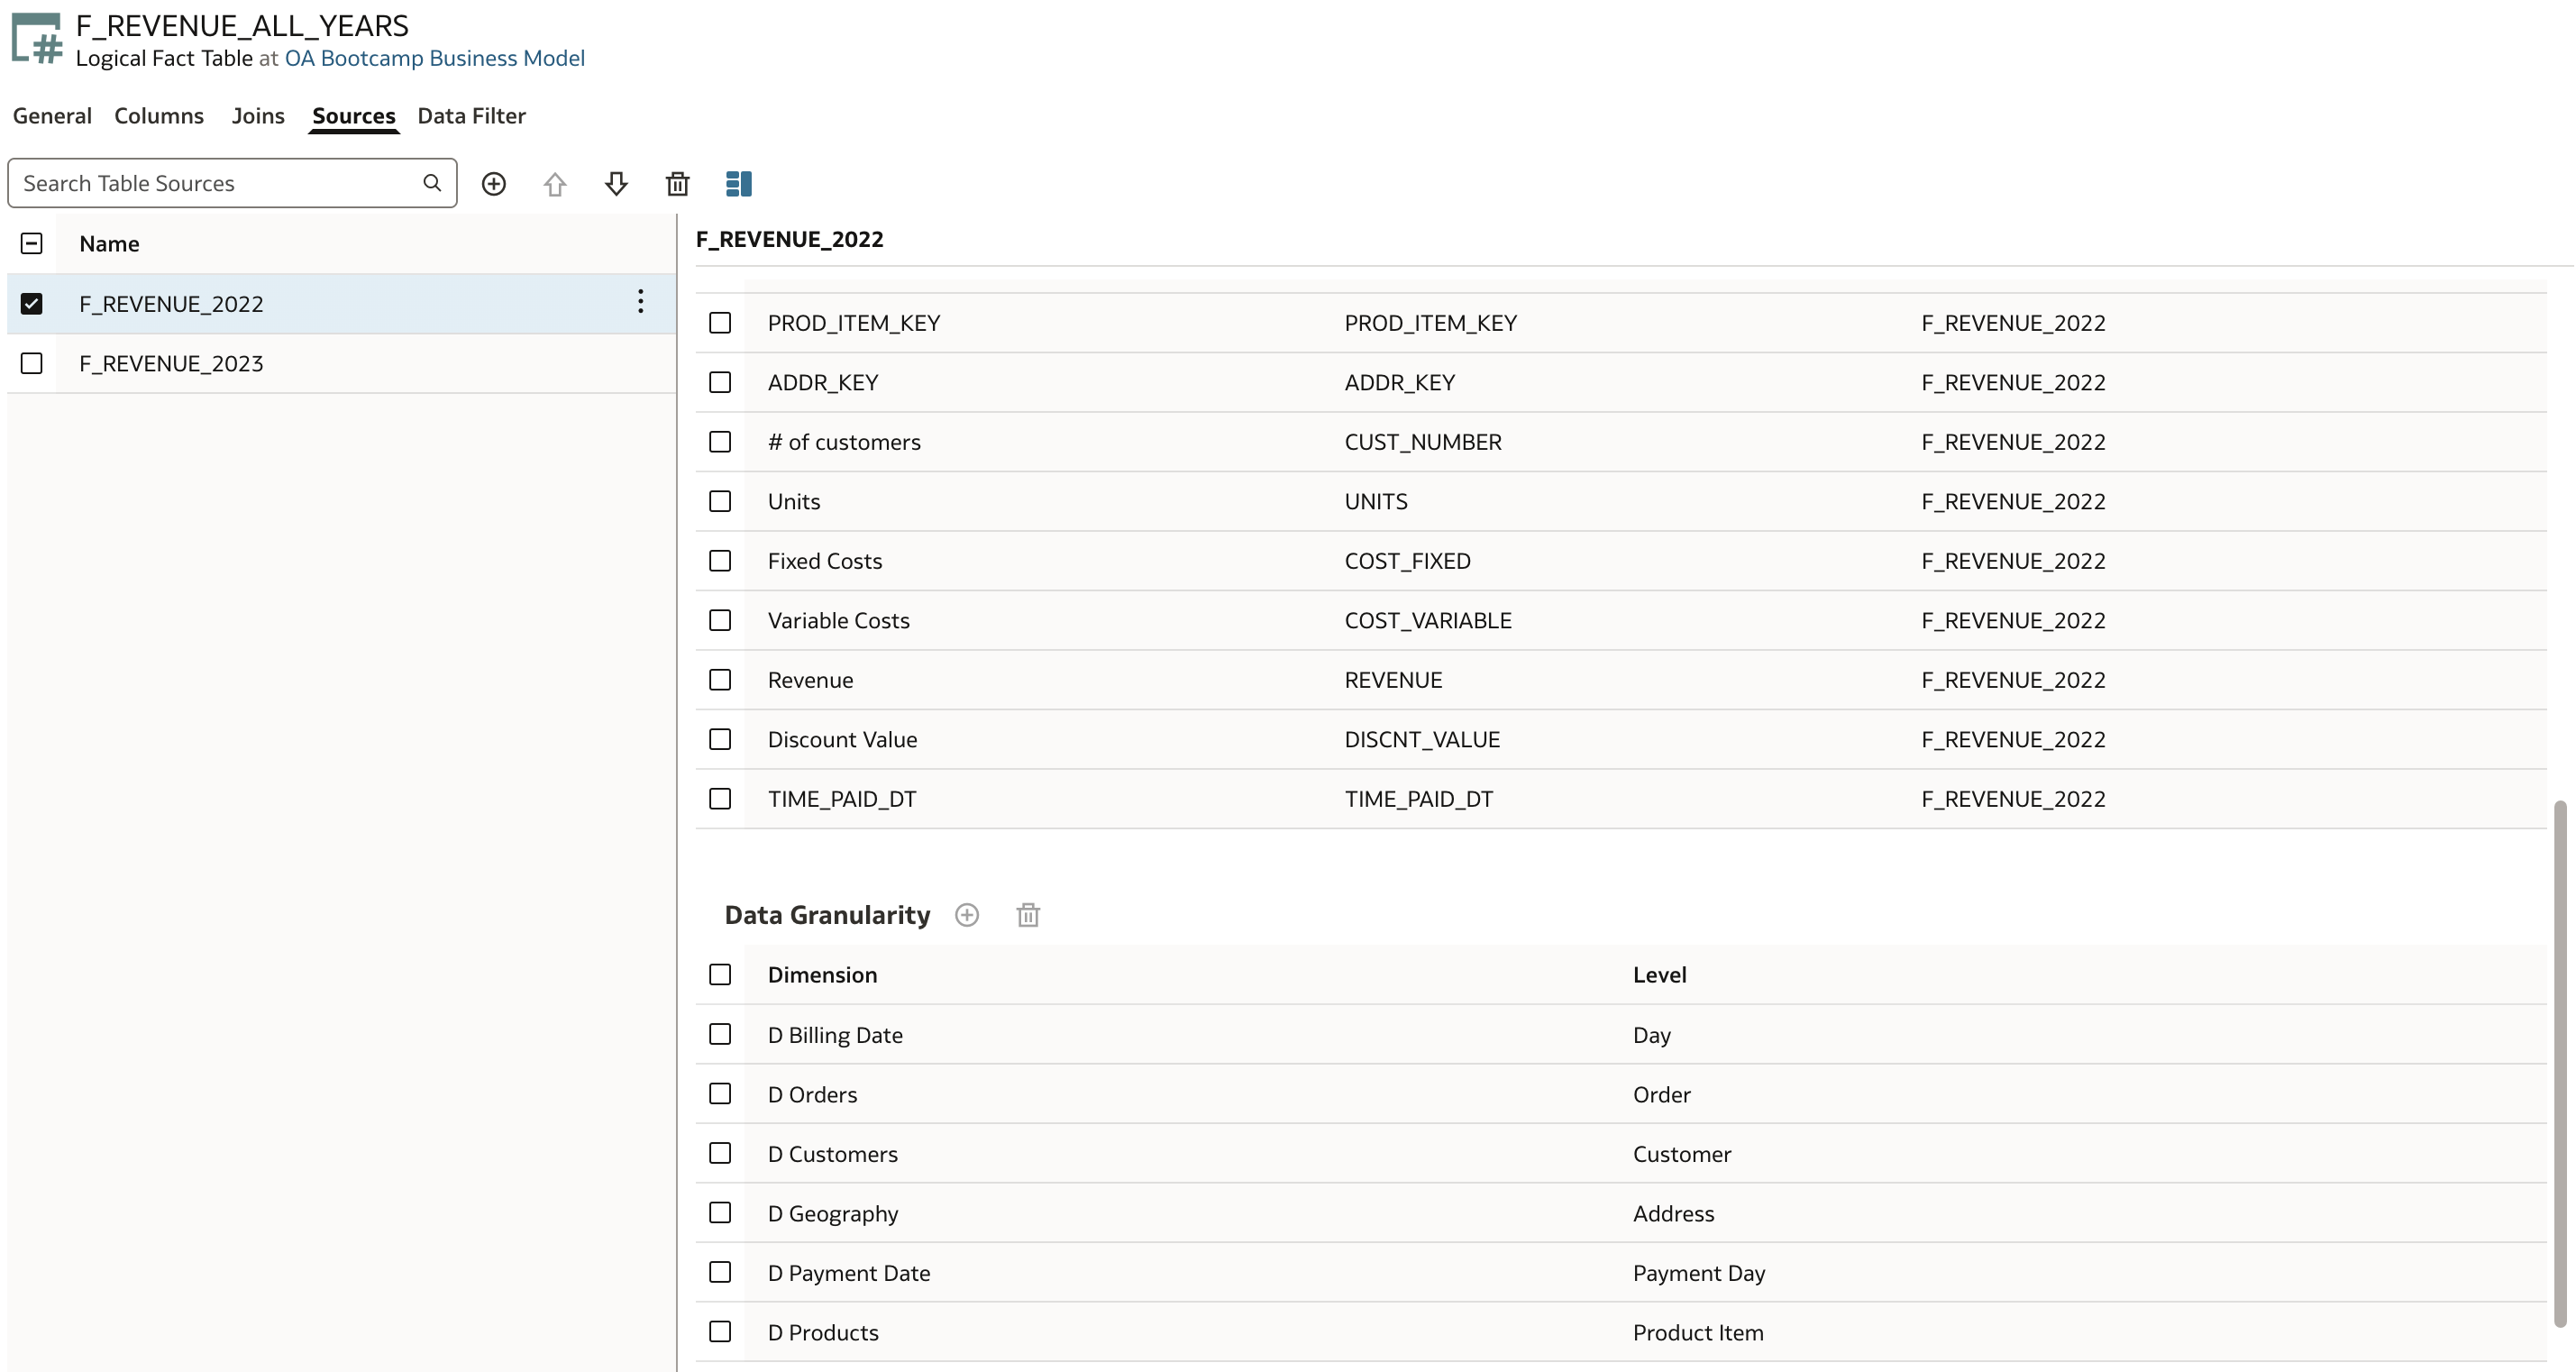 F_REVENUE_ALL_YEARS
Logical Fact Table at OA Bootcamp Business Model
General Columns Joins Sources Data Filter
Search Table Sources
Name
F_REVENUE_2022
F_REVENUE_2023
F_REVENUE_2022
PROD_ITEM_KEY PROD_ITEM_KEY F_REVENUE_2022
ADDR_KEY ADDR_KEY F_REVENUE_2022
# of customers CUST_NUMBER F_REVENUE_2022
Units UNITS F_REVENUE_2022
Fixed Costs COST_FIXED F_REVENUE_2022
Variable Costs COST_VARIABLE F_REVENUE_2022
Revenue REVENUE F_REVENUE_2022
Discount Value DISCNT_VALUE F_REVENUE_2022
TIME_PAID_DT TIME_PAID_DT F_REVENUE_2022
Data Granularity
Dimension Level
D Billing Date Day
D Orders Order
D Customers Customer
D Geography Address
D Payment Date Payment Day
D Products Product Item